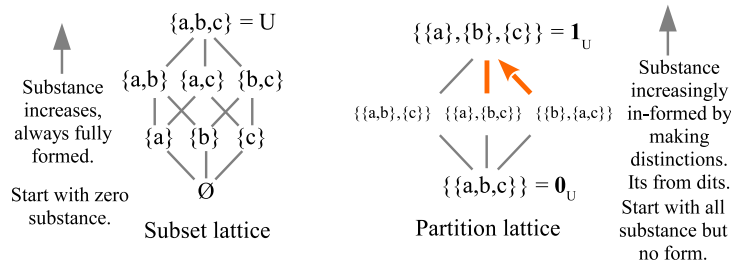 Substance
increases,
always fully
formed.
Start with zero
substance.
{a,b,c} = U
{a,b} {a,c} {b,c}
{a} {b} {c}
Ø
Subset lattice
{{a},{b},{c}} = 1U
{{a,b},{c}} {{a},{b,c}} {{b},{a,c}}
{{a,b,c}} = 0U
Partition lattice
Substance
increasingly
in-formed by
making
distinctions.
Its from dits.
Start with all
substance but
no form.